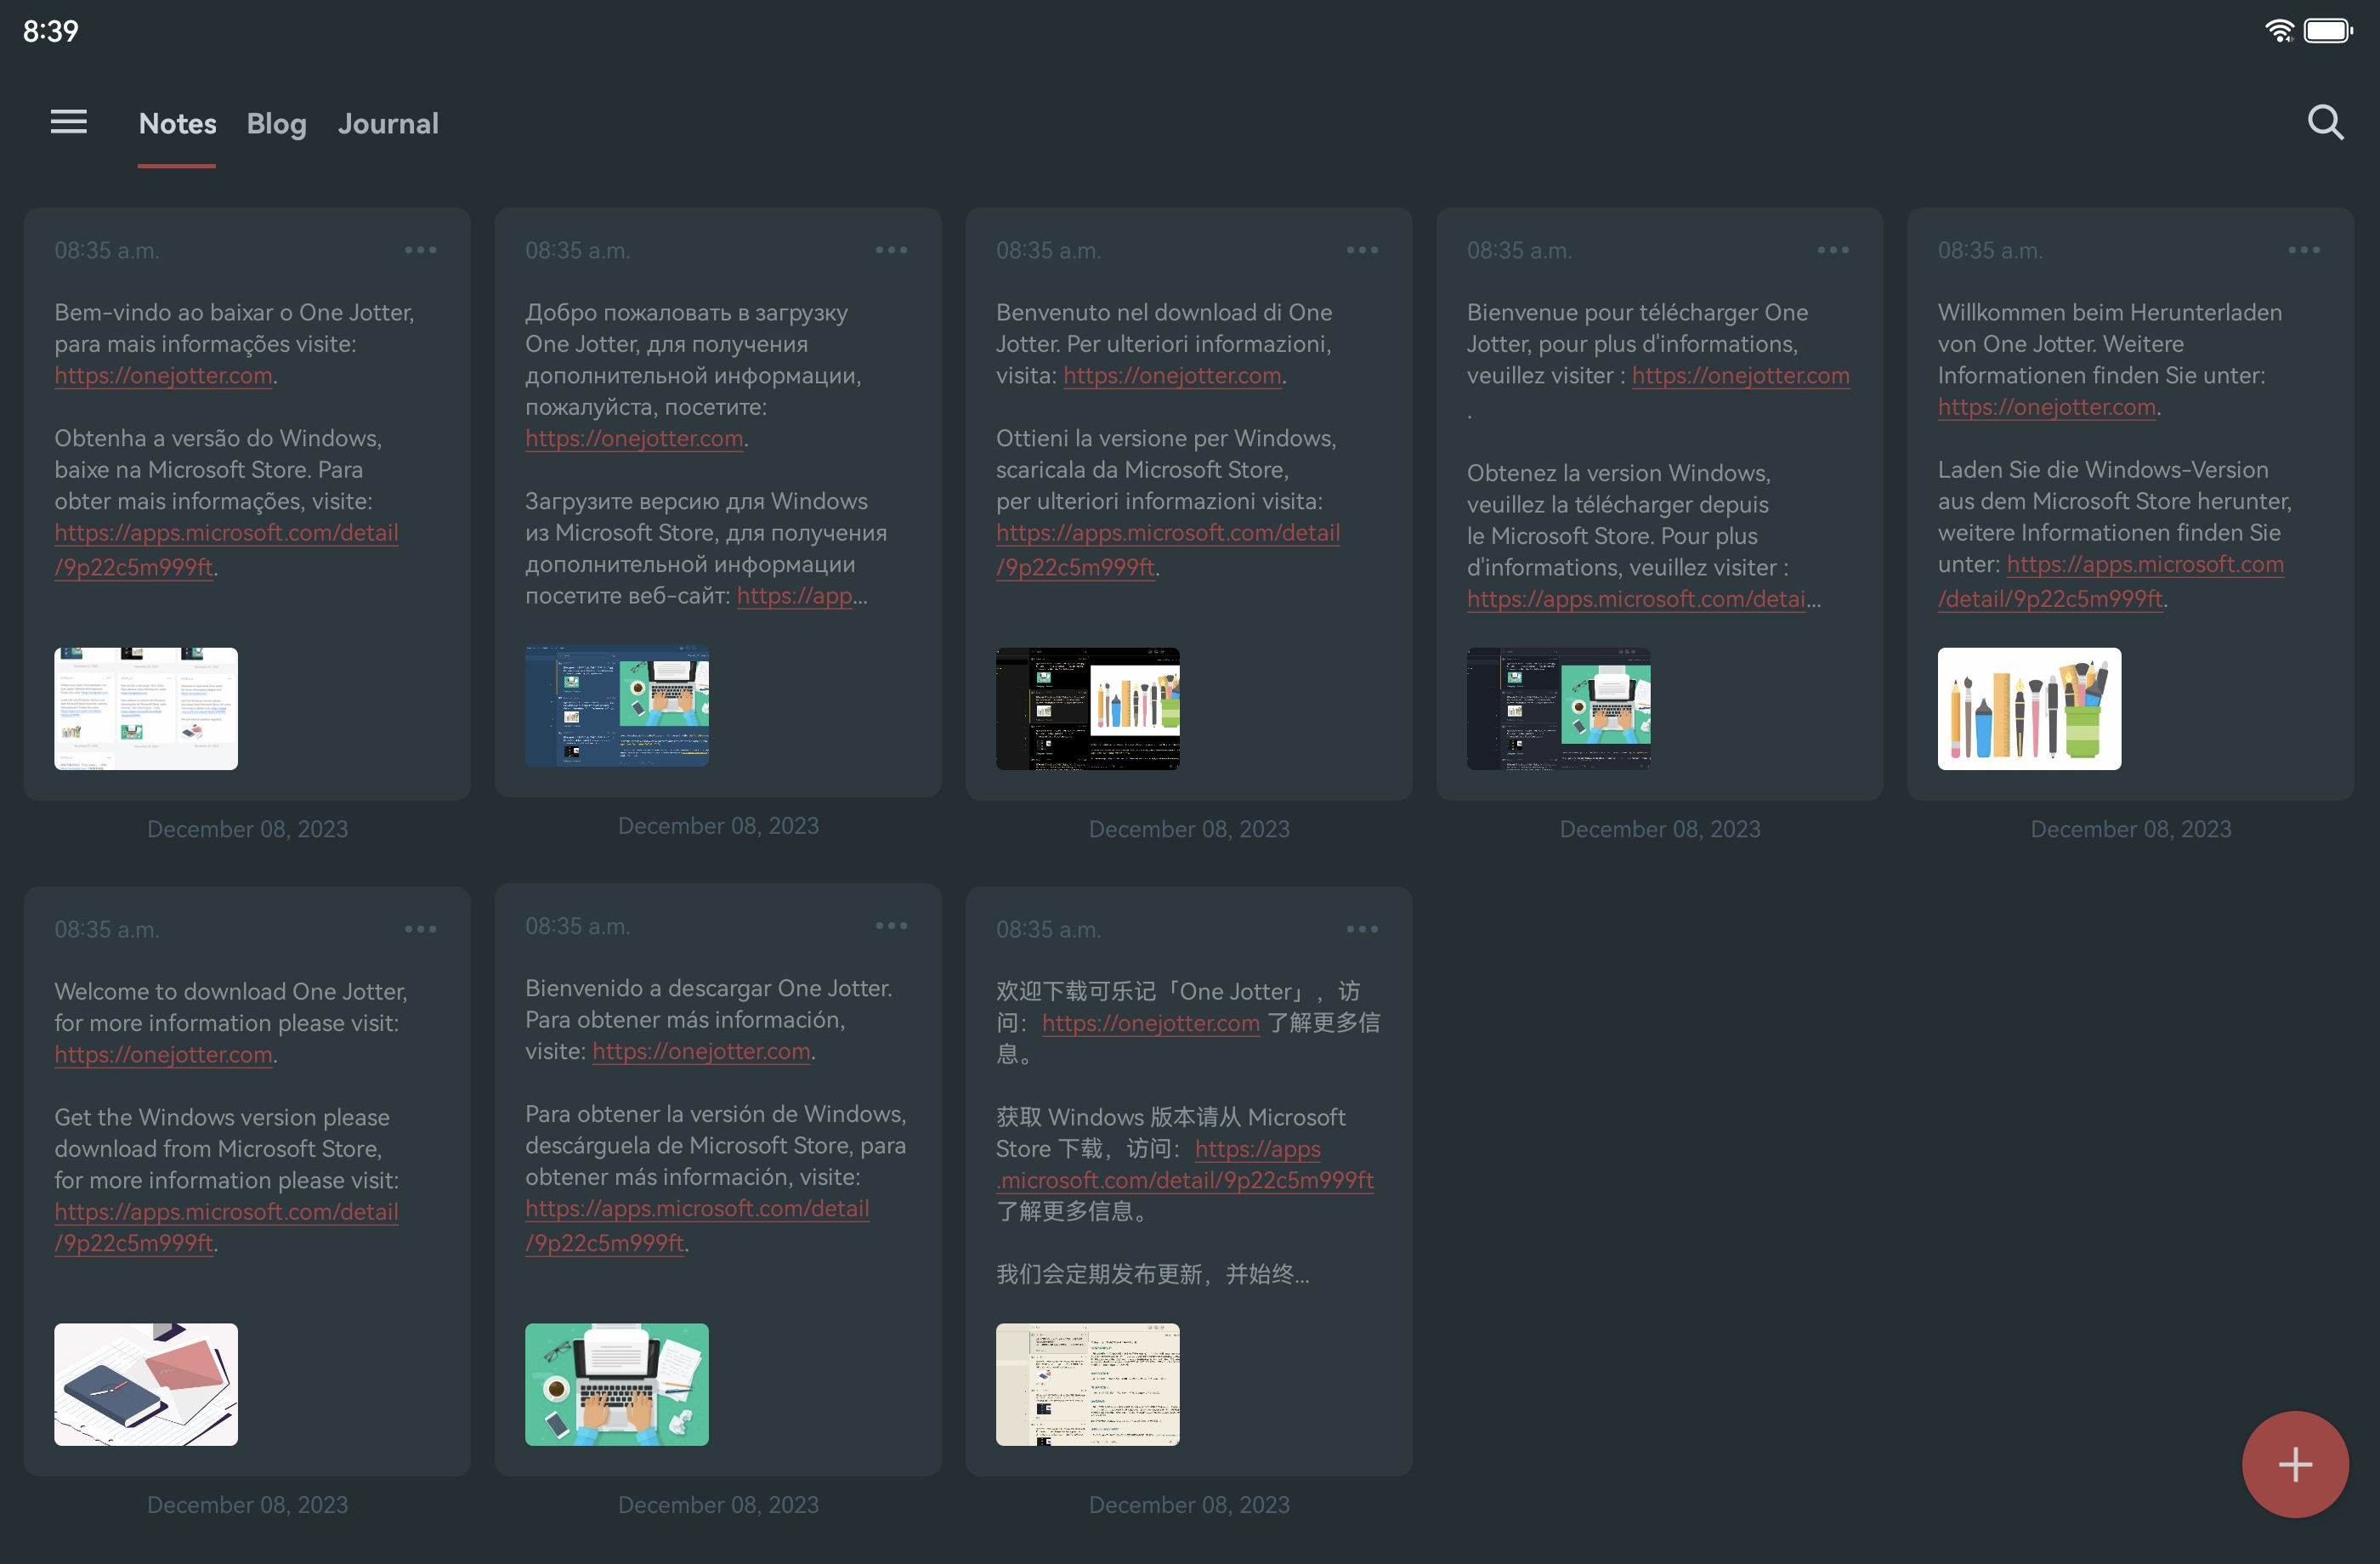 8:39
Notes Blog Journal
08:35 a.m.
Bem-vindo ao baixar o One Jotter,
para mais informações visite:
https://onejotter.com.
Obtenha a versão do Windows,
baixe na Microsoft Store. Para
obter mais informações, visite:
https://apps.microsoft.com/detail
/9p22c5m999ft.
December 08, 2023
08:35 a.m.
Добро пожаловать в загрузку
One Jotter, для получения
дополнительной информации,
пожалуйста, посетите:
https://onejotter.com.
Загрузите версию для Windows
из Microsoft Store, для получения
дополнительной информации
посетите веб-сайт: https://app...
December 08, 2023
08:35 a.m.
Benvenuto nel download di One
Jotter. Per ulteriori informazioni,
visita: https://onejotter.com.
Ottieni la versione per Windows,
scaricala da Microsoft Store,
per ulteriori informazioni visita:
https://apps.microsoft.com/detail
/9p22c5m999ft.
December 08, 2023
08:35 a.m.
Bienvenue pour télécharger One
Jotter, pour plus d'informations,
veuillez visiter : https://onejotter.com
.
Obtenez la version Windows,
veuillez la télécharger depuis
le Microsoft Store. Pour plus
d'informations, veuillez visiter :
https://apps.microsoft.com/detai...
December 08, 2023
08:35 a.m.
Willkommen beim Herunterladen
von One Jotter. Weitere
Informationen finden Sie unter:
https://onejotter.com.
Laden Sie die Windows-Version
aus dem Microsoft Store herunter,
weitere Informationen finden Sie
unter: https://apps.microsoft.com
/detail/9p22c5m999ft.
December 08, 2023
08:35 a.m.
Welcome to download One Jotter,
for more information please visit:
https://onejotter.com.
Get the Windows version please
download from Microsoft Store,
for more information please visit:
https://apps.microsoft.com/detail
/9p22c5m999ft.
December 08, 2023
08:35 a.m.
Bienvenido a descargar One Jotter.
Para obtener más información,
visite: https://onejotter.com.
Para obtener la versión de Windows,
descárguela de Microsoft Store, para
obtener más información, visite:
https://apps.microsoft.com/detail
/9p22c5m999ft.
December 08, 2023
08:35 a.m.
欢迎下载可乐记「One Jotter」，访
问：https://onejotter.com 了解更多信
息。
获取 Windows 版本请从 Microsoft
Store 下载，访问：https://apps
.microsoft.com/detail/9p22c5m999ft
了解更多信息。
我们会定期发布更新，并始终...
December 08, 2023